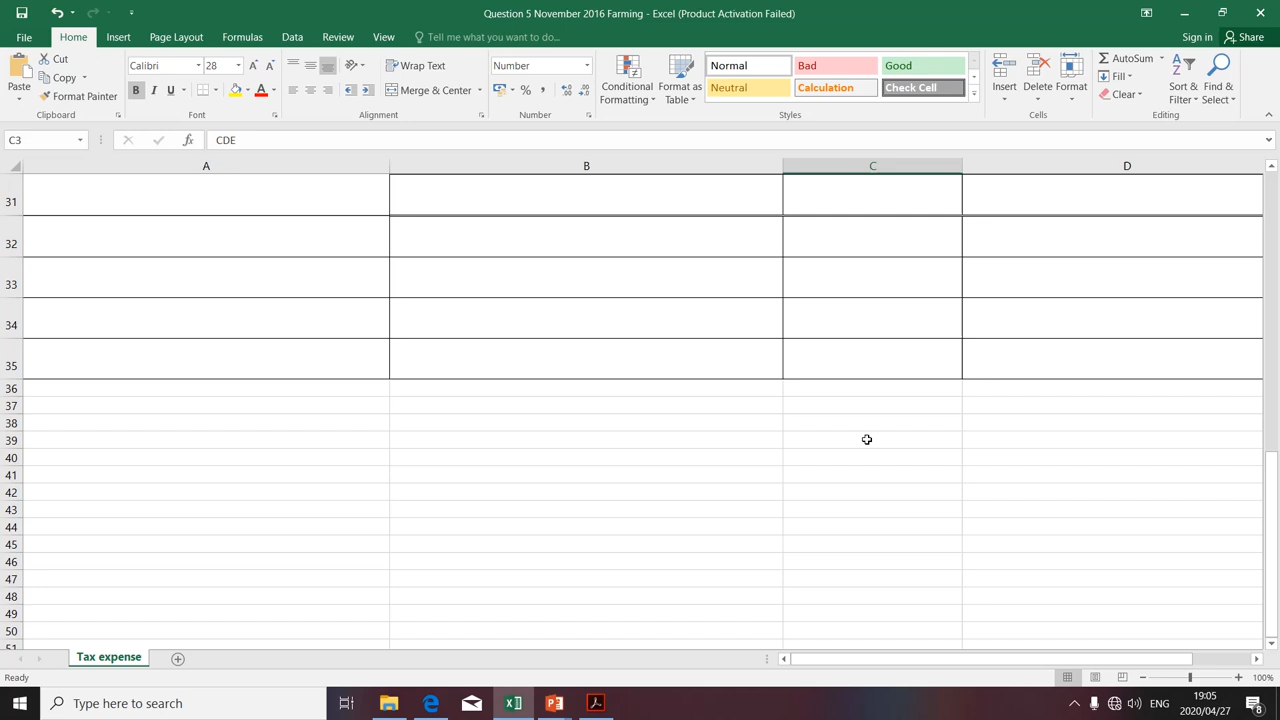 Question 5 November 2016 Farming - Excel (Product Activation Failed)
File Home Insert Page Layout Formulas Data Review View Tell me what you want to do... Sign in Share
Paste Cut Copy Format Painter Clipboard
Calibri 28 A A B I U A Font
Wrap Text Merge & Center Alignment
Number % , Number
Conditional Formatting Format as Table
Normal Bad Good
Neutral Calculation Check Cell
Styles
Insert Delete Format Cells
AutoSum Fill Clear Sort & Filter Find & Select Editing
C3 fx CDE
A B C D
31
32
33
34
35
36
37
38
39
40
41
42
43
44
45
46
47
48
49
50
51
Tax expense
Ready 100%
Type here to search ENG 19:05 2020/04/27 8